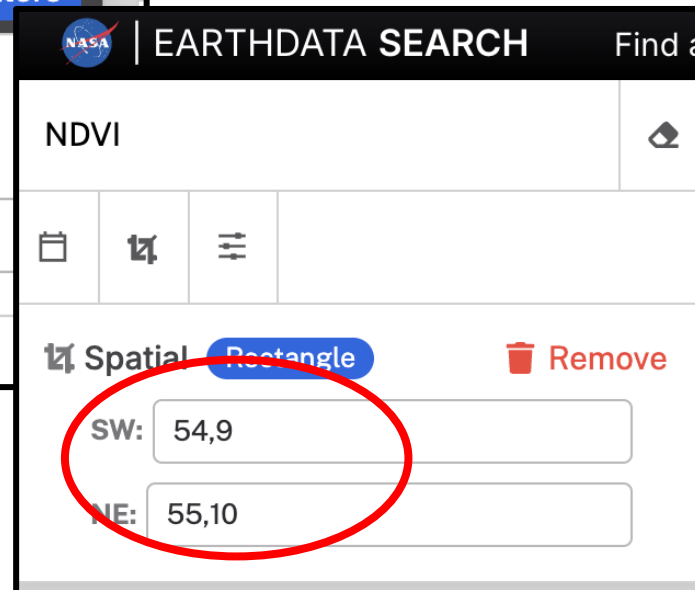 NASA EARTHDATA SEARCH Find
NDVI
Spatial Rectangle Remove
SW: 54,9
NE: 55,10